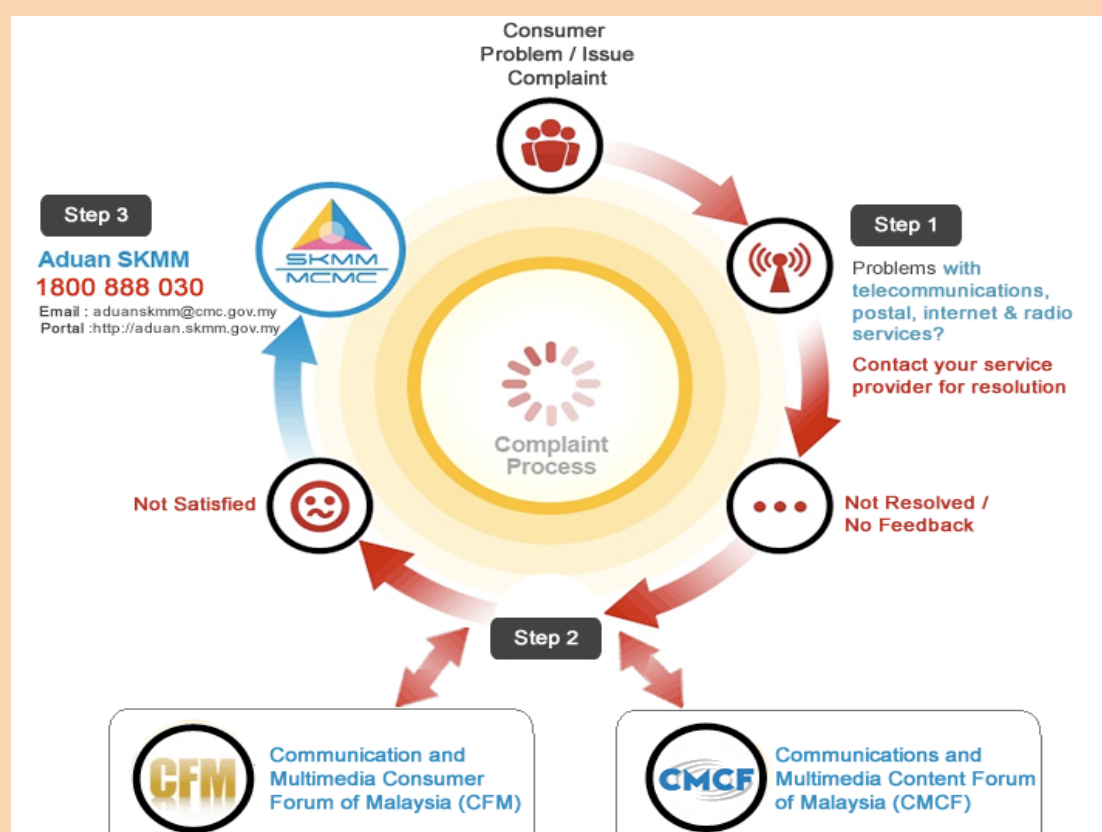 Consumer
Problem / Issue
Complaint
Step 1
Problems with
telecommunications,
postal, internet & radio
services?
Contact your service
provider for resolution
Not Resolved /
No Feedback
Step 2
Communication and
Multimedia Consumer
Forum of Malaysia (CFM)
CFM
Communications and
Multimedia Content Forum
of Malaysia (CMCF)
CMCF
Not Satisfied
Step 3
Aduan SKMM
1800 888 030
Email : aduanskmm@cmc.gov.my
Portal :http://aduan.skmm.gov.my
SKMM
MCMC
Complaint
Process